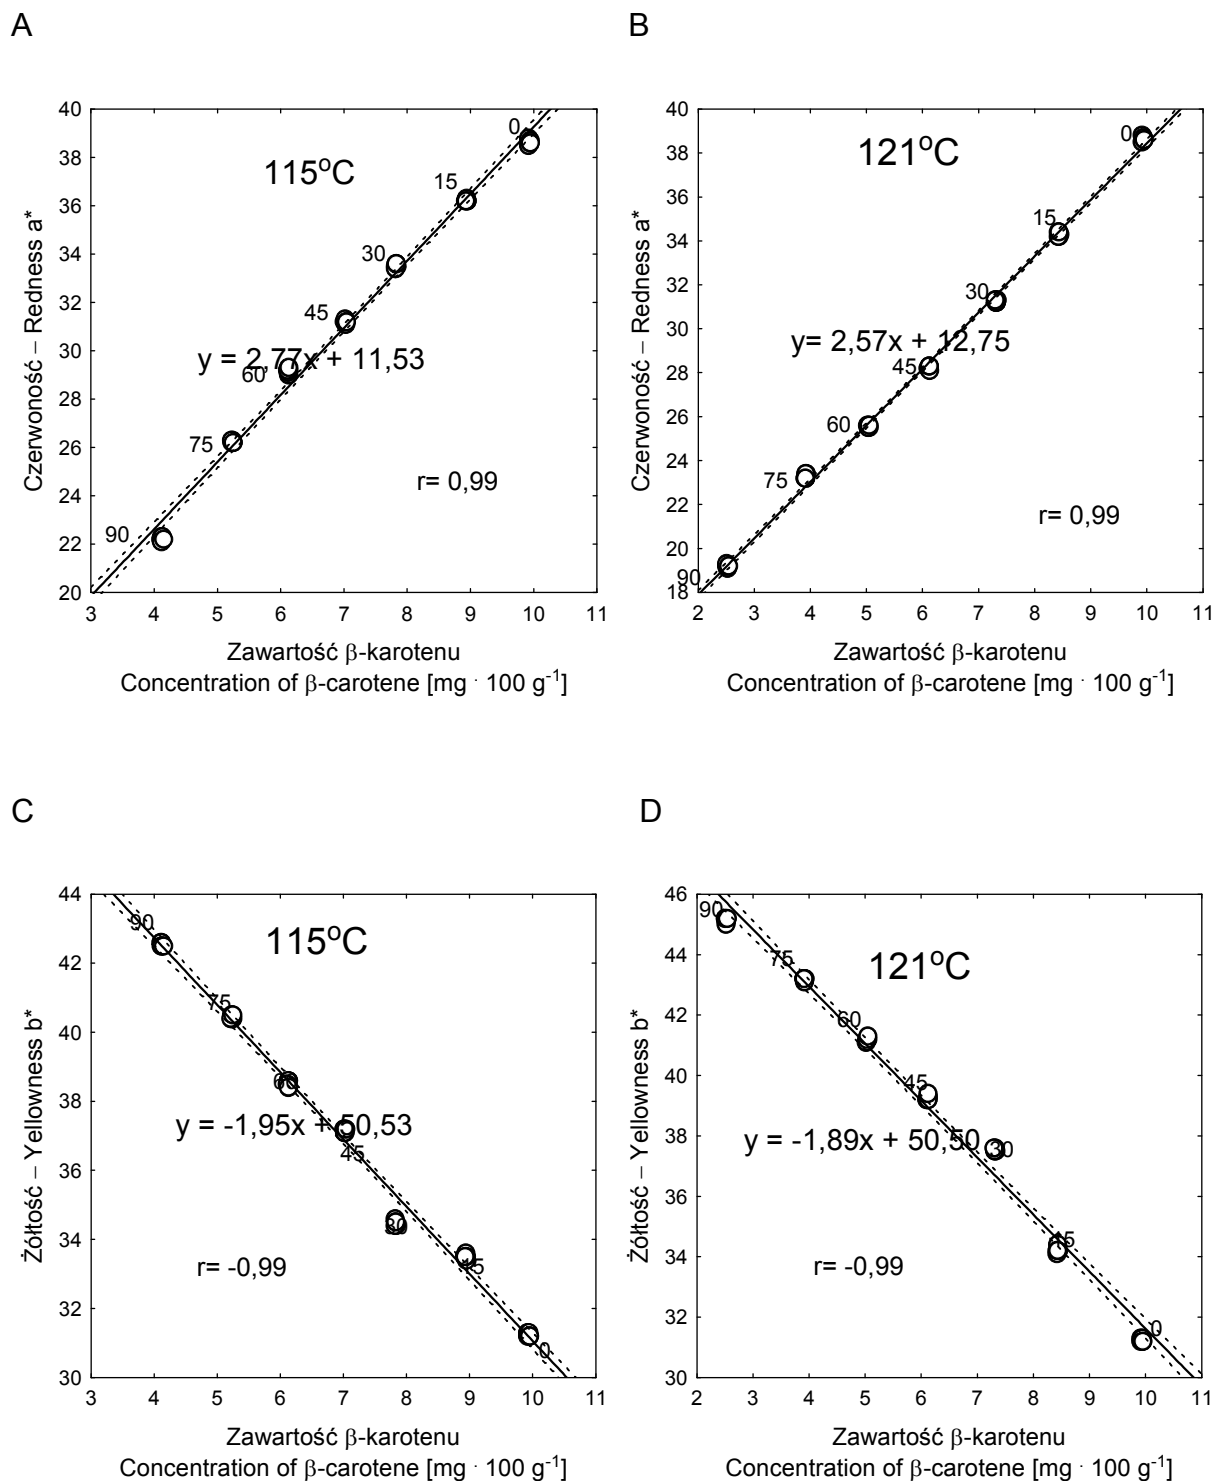 A
B
40
38
36
34
32
30
28
26
24
22
20
Czerwoność – Redness a*
115°C
0
15
30
45
y = 2,77x + 11,53
60
75
90
r= 0,99
3 4 5 6 7 8 9 10 11
Zawartość β-karotenu
Concentration of β-carotene [mg · 100 g⁻¹]
40
38
36
34
32
30
28
26
24
22
20
18
Czerwoność – Redness a*
121°C
0
15
30
y= 2,57x + 12,75
45
60
75
90
r= 0,99
2 3 4 5 6 7 8 9 10 11
Zawartość β-karotenu
Concentration of β-carotene [mg · 100 g⁻¹]
C
D
44
42
40
38
36
34
32
30
Żółtość – Yellowness b*
115°C
90
75
60
y = -1,95x + 50,53
45
30
15
0
r= -0,99
3 4 5 6 7 8 9 10 11
Zawartość β-karotenu
Concentration of β-carotene [mg · 100 g⁻¹]
46
44
42
40
38
36
34
32
31
30
Żółtość – Yellowness b*
121°C
90
75
60
45
y = -1,89x + 50,50
30
15
0
r= -0,99
2 3 4 5 6 7 8 9 10 11
Zawartość β-karotenu
Concentration of β-carotene [mg · 100 g⁻¹]